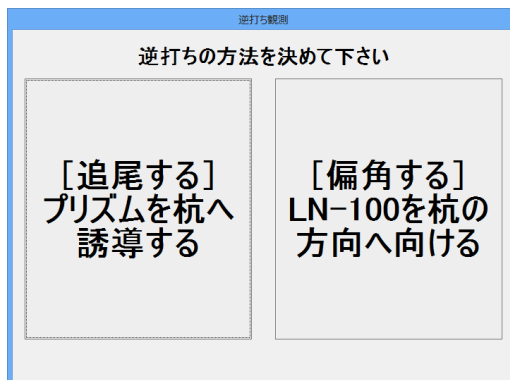 逆打ち観測
逆打ちの方法を決めて下さい
［追尾する］
プリズムを杭へ
誘導する
［偏角する］
LN-100を杭の
方向へ向ける